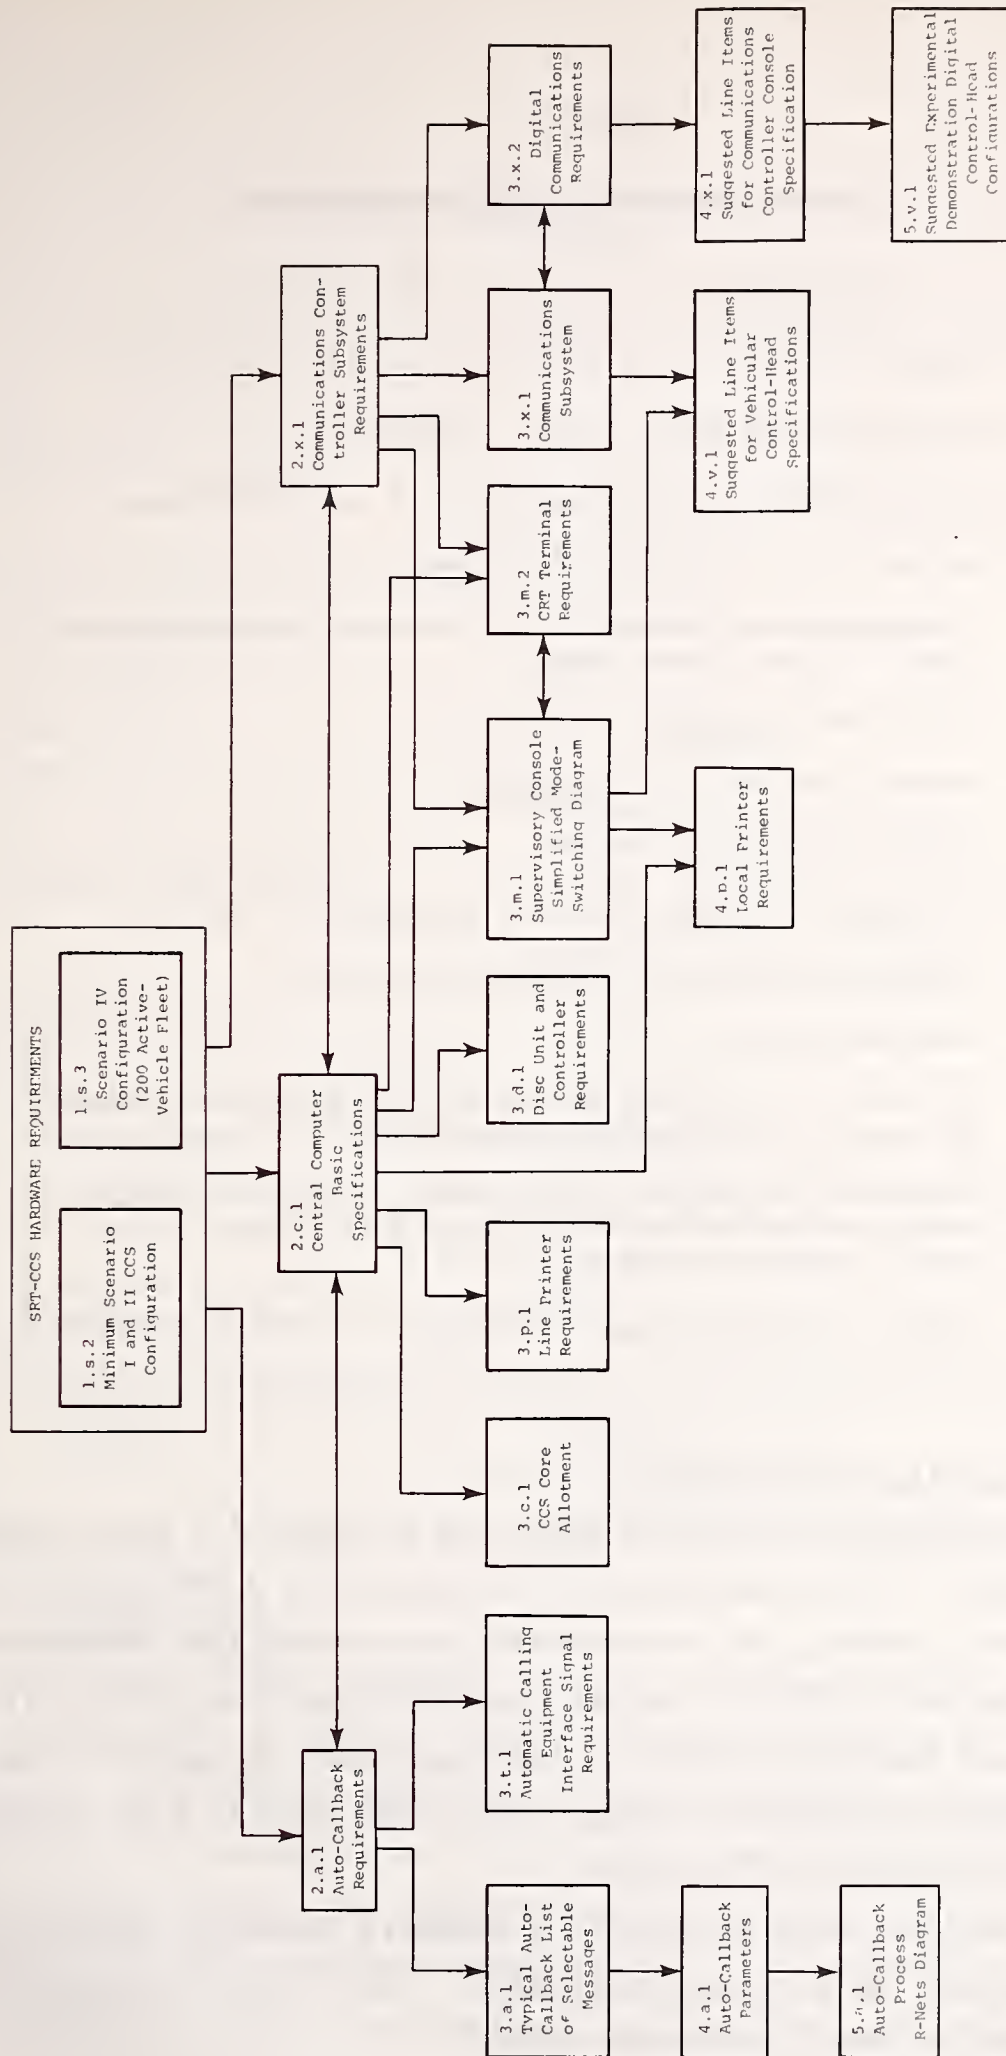 SRT-CCS HARDWARE REQUIREMENTS
1.s.2
Minimum Scenario
I and II CCS
Configuration
1.s.3
Scenario IV
Configuration
(200 Active-
Vehicle Fleet)
2.a.1
Auto-Callback
Requirements
2.c.1
Central Computer
Basic
Specifications
2.x.1
Communications Con-
troller Subsystem
Requirements
3.a.1
Typical Auto-
Callback List
of Selectable
Messages
3.t.1
Automatic Calling
Equipment
Interface Signal
Requirements
3.c.1
CCS Core
Allotment
3.p.1
Line Printer
Requirements
3.d.1
Disc Unit and
Controller
Requirements
3.m.1
Supervisory Console
Simplified Mode-
Switching Diagram
3.m.2
CRT Terminal
Requirements
3.x.1
Communications
Subsystem
3.x.2
Digital
Communications
Requirements
4.a.1
Auto-Callback
Parameters
4.p.1
Local Printer
Requirements
4.v.1
Suggested Line Items
for Vehicular
Control-Head
Specifications
4.x.1
Suggested Line Items
for Communications
Controller Console
Specification
5.a.1
Auto-Callback
Process
R-Nets Diagram
5.v.1
Suggested Experimental
Demonstration Digital
Control-Head
Configurations